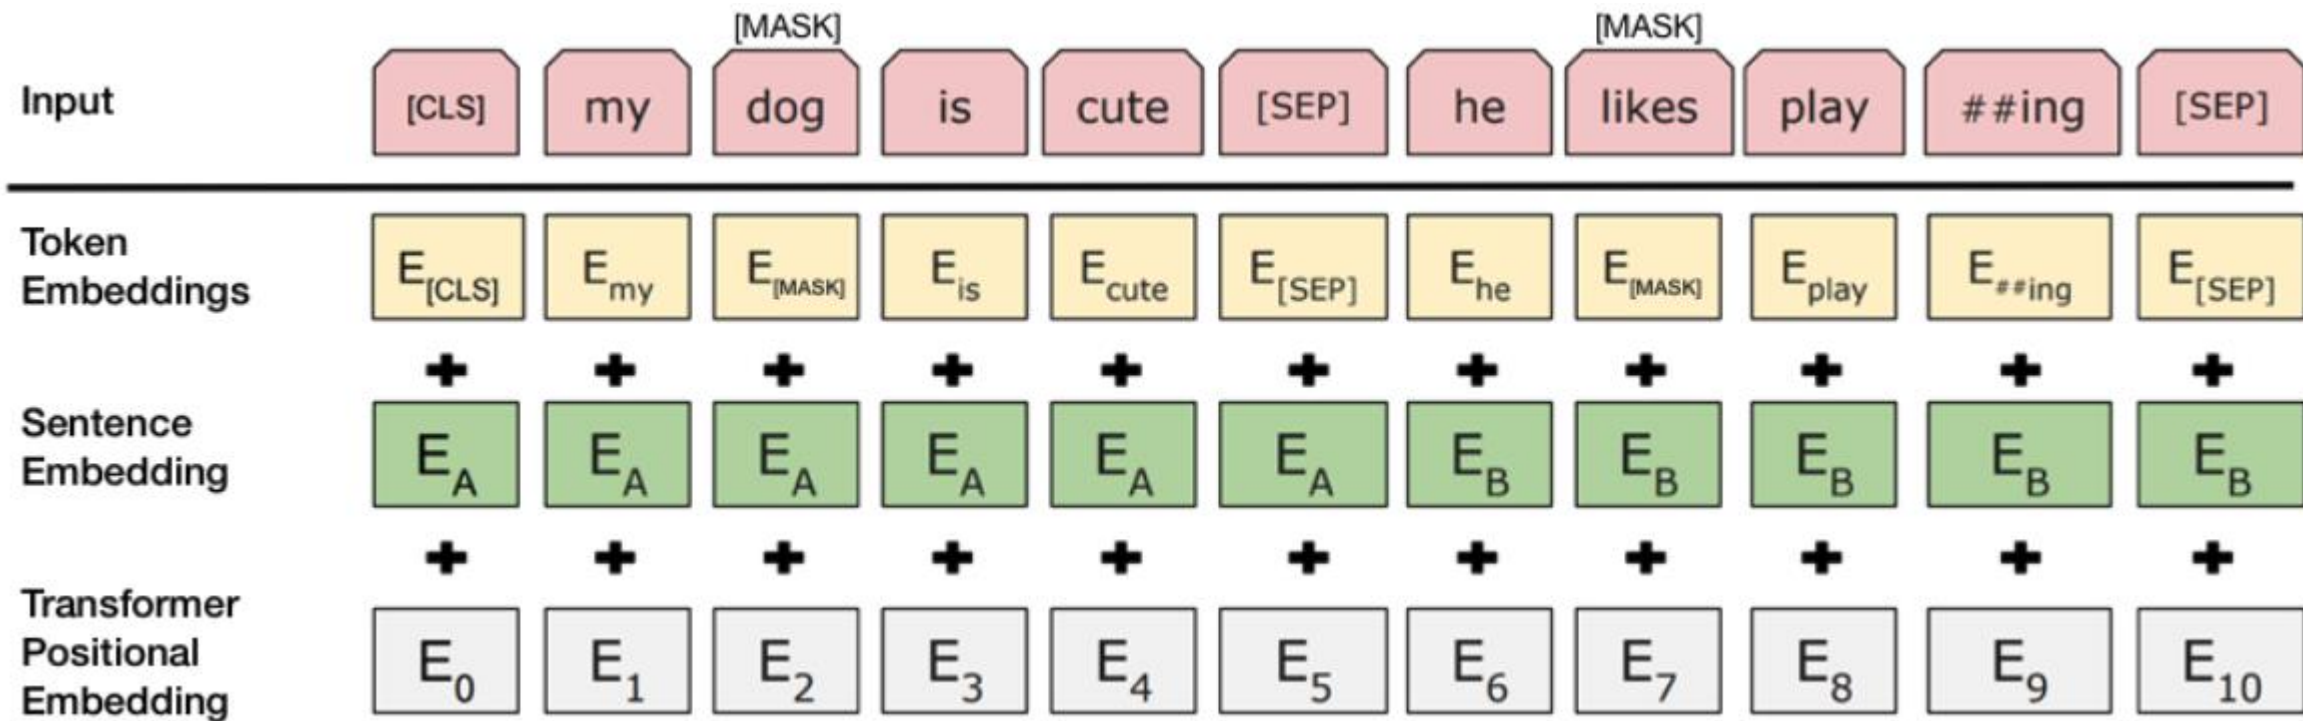 [MASK] [MASK]
Input [CLS] my dog is cute [SEP] he likes play ##ing [SEP]
Token
Embeddings E[CLS] Emy E[MASK] Eis Ecute E[SEP] Ehe E[MASK] Eplay E##ing E[SEP]
+ + + + + + + + + + +
Sentence
Embedding EA EA EA EA EA EA EB EB EB EB EB
+ + + + + + + + + + +
Transformer
Positional
Embedding E0 E1 E2 E3 E4 E5 E6 E7 E8 E9 E10